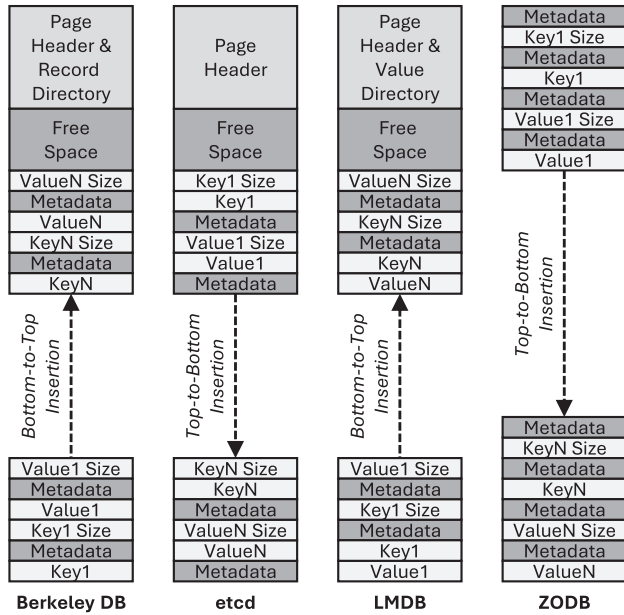 Page
Header &
Record
Directory
Free
Space
ValueN Size
Metadata
ValueN
KeyN Size
Metadata
KeyN
Bottom-to-Top
Insertion
Value1 Size
Metadata
Value1
Key1 Size
Metadata
Key1
Berkeley DB
Page
Header
Free
Space
Key1 Size
Key1
Metadata
Value1 Size
Value1
Metadata
Top-to-Bottom
Insertion
KeyN Size
KeyN
Metadata
ValueN Size
ValueN
Metadata
etcd
Page
Header &
Value
Directory
Free
Space
ValueN Size
Metadata
KeyN Size
Metadata
KeyN
ValueN
Bottom-to-Top
Insertion
Value1 Size
Metadata
Key1 Size
Metadata
Key1
Value1
LMDB
Metadata
Key1 Size
Metadata
Key1
Metadata
Value1 Size
Metadata
Value1
Top-to-Bottom
Insertion
Metadata
KeyN Size
Metadata
KeyN
Metadata
ValueN Size
Metadata
ValueN
ZODB